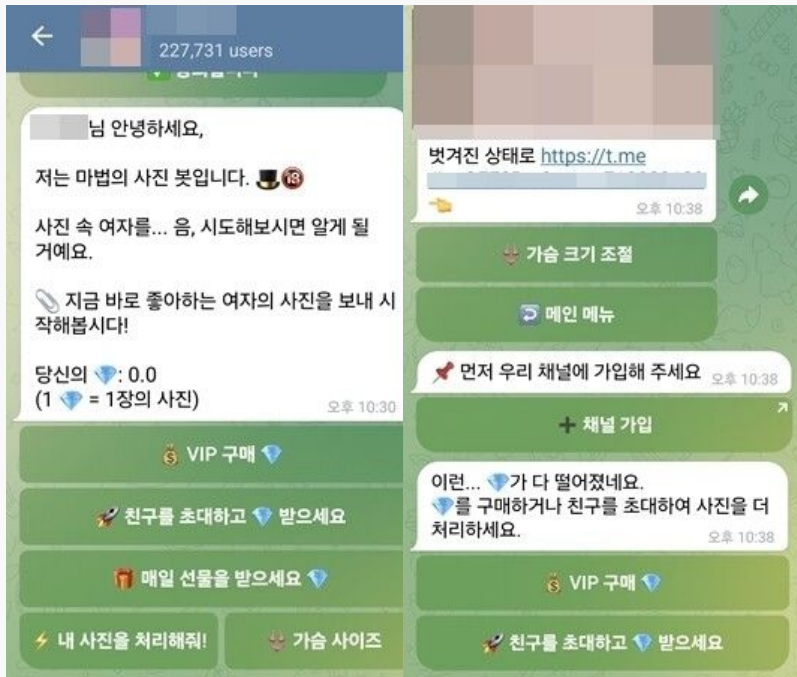 227,731 users
님 안녕하세요,
저는 마법의 사진 봇입니다. 🎩🔞
사진 속 여자를... 음, 시도해보시면 알게 될
거예요.
📎 지금 바로 좋아하는 여자의 사진을 보내 시
작해봅시다!
당신의 💎: 0.0
(1 💎 = 1장의 사진)
오후 10:30
💰 VIP 구매 💎
🚀 친구를 초대하고 💎 받으세요
🎁 매일 선물을 받으세요 💎
⚡ 내 사진을 처리해줘!
👙 가슴 사이즈
벗겨진 상태로 https://t.me
👈
오후 10:38
👙 가슴 크기 조절
↩️ 메인 메뉴
📌 먼저 우리 채널에 가입해 주세요
오후 10:38
➕ 채널 가입
이런... 💎가 다 떨어졌네요.
💎를 구매하거나 친구를 초대하여 사진을 더
처리하세요.
오후 10:38
💰 VIP 구매 💎
🚀 친구를 초대하고 💎 받으세요